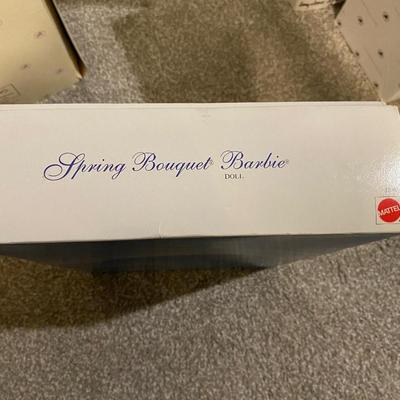 Spring Bouquet® Barbie®
DOLL
MATTEL